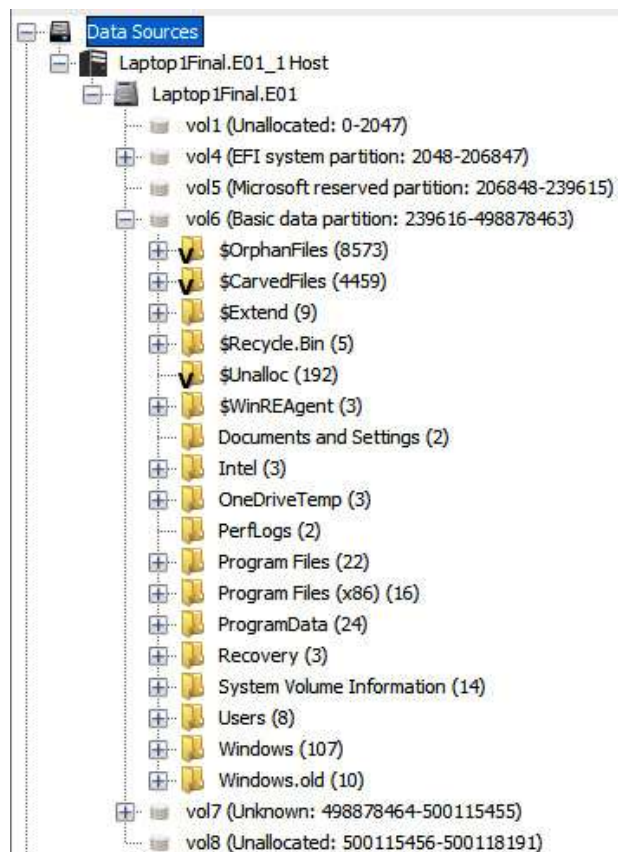 Data Sources
Laptop1Final.E01_1 Host
Laptop1Final.E01
vol1 (Unallocated: 0-2047)
vol4 (EFI system partition: 2048-206847)
vol5 (Microsoft reserved partition: 206848-239615)
vol6 (Basic data partition: 239616-498878463)
$OrphanFiles (8573)
$CarvedFiles (4459)
$Extend (9)
$Recycle.Bin (5)
$Unalloc (192)
$WinREAgent (3)
Documents and Settings (2)
Intel (3)
OneDriveTemp (3)
PerfLogs (2)
Program Files (22)
Program Files (x86) (16)
ProgramData (24)
Recovery (3)
System Volume Information (14)
Users (8)
Windows (107)
Windows.old (10)
vol7 (Unknown: 498878464-500115455)
vol8 (Unallocated: 500115456-500118191)